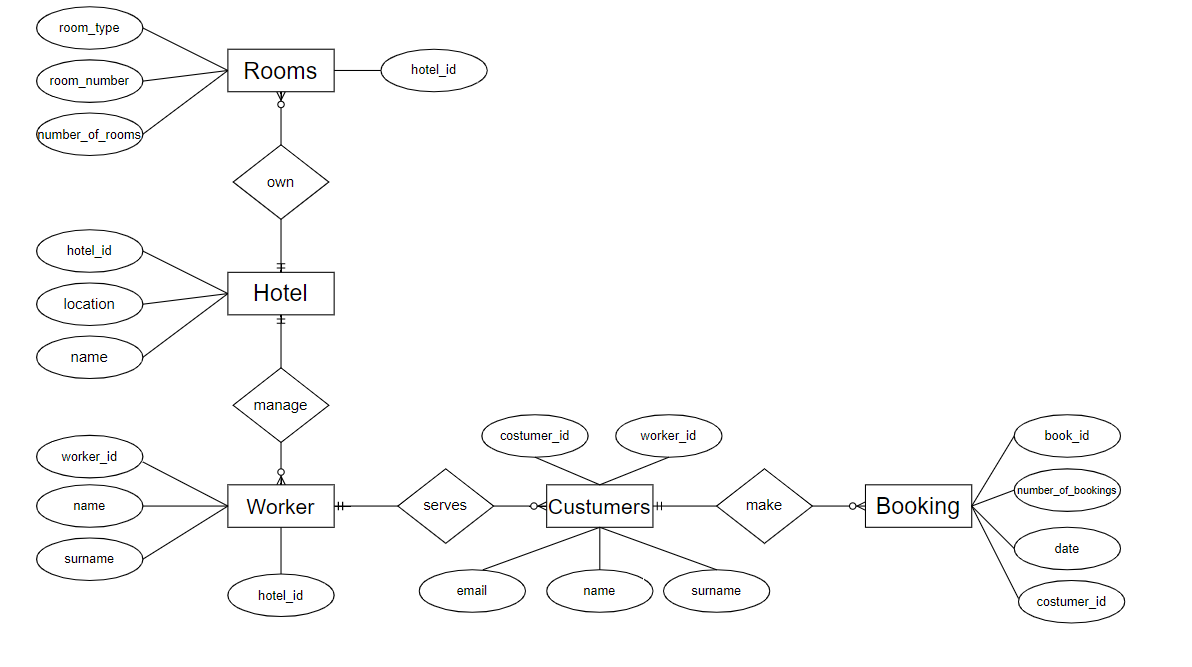 room_type
room_number
number_of_rooms
Rooms
hotel_id
own
hotel_id
location
name
Hotel
manage
worker_id
name
surname
Worker
hotel_id
serves
costumer_id
worker_id
Custumers
email
name
surname
make
Booking
book_id
number_of_bookings
date
costumer_id